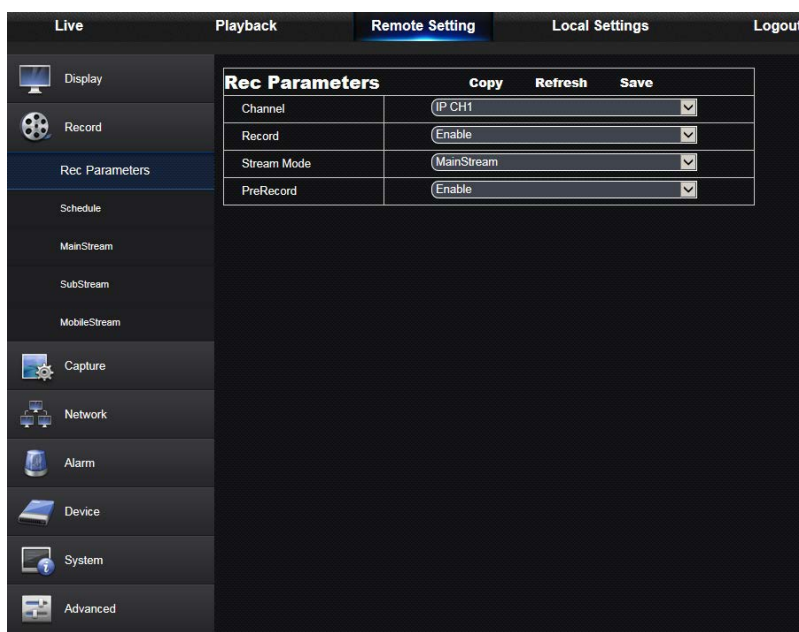 Live Playback Remote Setting Local Settings Logout
Display
Record
Rec Parameters
Schedule
MainStream
SubStream
MobileStream
Capture
Network
Alarm
Device
System
Advanced
Rec Parameters Copy Refresh Save
Channel IP CH1
Record Enable
Stream Mode MainStream
PreRecord Enable